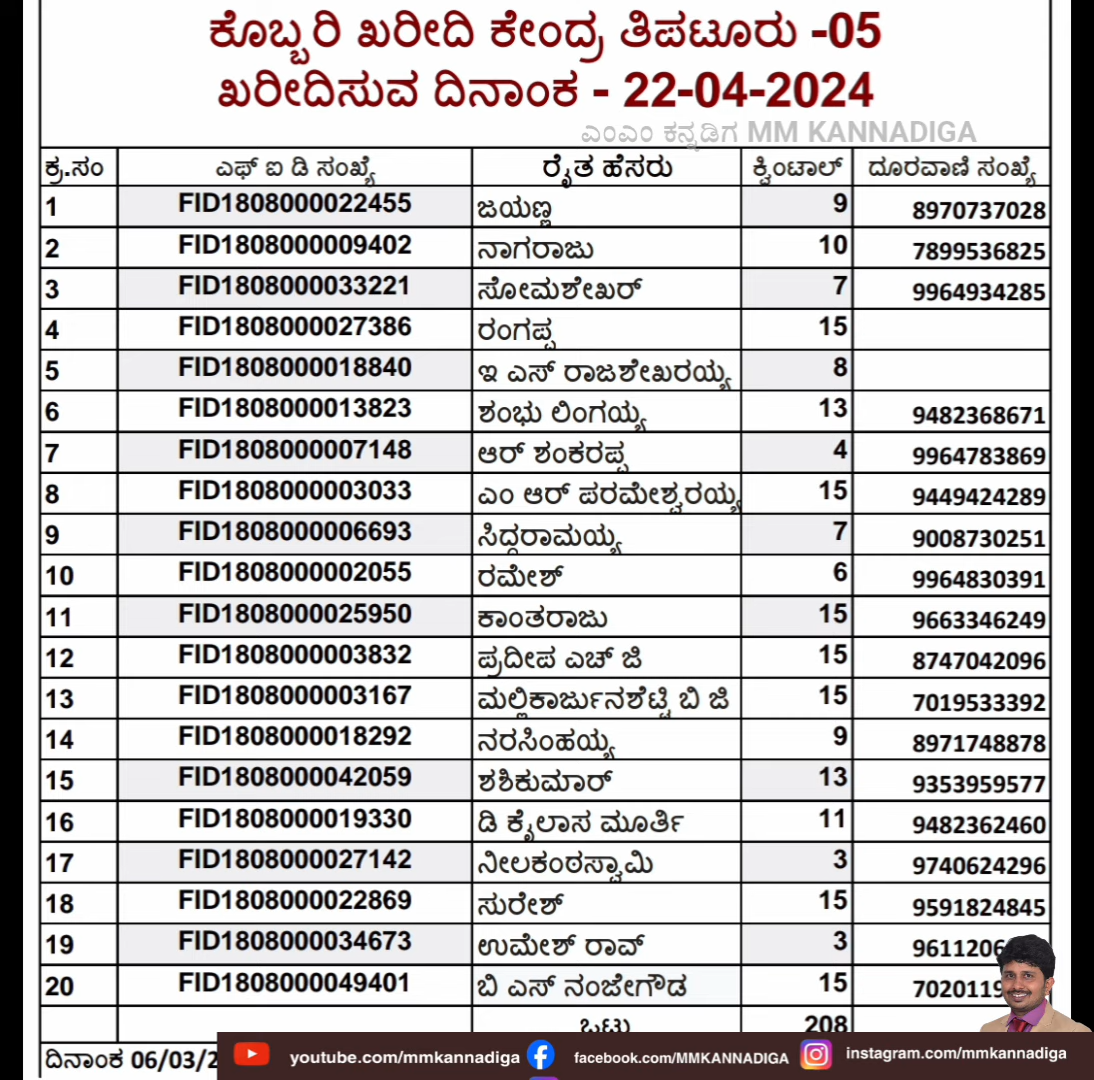 ಕೊಬ್ಬರಿ ಖರೀದಿ ಕೇಂದ್ರ ತಿಪಟೂರು -05
ಖರೀದಿಸುವ ದಿನಾಂಕ - 22-04-2024
ಎಂಎಂ ಕನ್ನಡಿಗ MM KANNADIGA
ಕ್ರ.ಸಂ ಎಫ್ ಐ ಡಿ ಸಂಖ್ಯೆ ರೈತ ಹೆಸರು ಕ್ವಿಂಟಾಲ್ ದೂರವಾಣಿ ಸಂಖ್ಯೆ
1 FID1808000022455 ಜಯಣ್ಣ 9 8970737028
2 FID1808000009402 ನಾಗರಾಜು 10 7899536825
3 FID1808000033221 ಸೋಮಶೇಖರ್ 7 9964934285
4 FID1808000027386 ರಂಗಪ್ಪ 15
5 FID1808000018840 ಇ ಎಸ್ ರಾಜಶೇಖರಯ್ಯ 8
6 FID1808000013823 ಶಂಭು ಲಿಂಗಯ್ಯ 13 9482368671
7 FID1808000007148 ಆರ್ ಶಂಕರಪ್ಪ 4 9964783869
8 FID1808000003033 ಎಂ ಆರ್ ಪರಮೇಶ್ವರಯ್ಯ 15 9449424289
9 FID1808000006693 ಸಿದ್ದರಾಮಯ್ಯ 7 9008730251
10 FID1808000002055 ರಮೇಶ್ 6 9964830391
11 FID1808000025950 ಕಾಂತರಾಜು 15 9663346249
12 FID1808000003832 ಪ್ರದೀಪ ಎಚ್ ಜಿ 15 8747042096
13 FID1808000003167 ಮಲ್ಲಿಕಾರ್ಜುನಶೆಟ್ಟಿ ಬಿ ಜಿ 15 7019533392
14 FID1808000018292 ನರಸಿಂಹಯ್ಯ 9 8971748878
15 FID1808000042059 ಶಶಿಕುಮಾರ್ 13 9353959577
16 FID1808000019330 ಡಿ ಕೈಲಾಸ ಮೂರ್ತಿ 11 9482362460
17 FID1808000027142 ನೀಲಕಂಠಸ್ವಾಮಿ 3 9740624296
18 FID1808000022869 ಸುರೇಶ್ 15 9591824845
19 FID1808000034673 ಉಮೇಶ್ ರಾವ್ 3
20 FID1808000049401 ಬಿ ಎಸ್ ನಂಜೇಗೌಡ 15
208
ದಿನಾಂಕ 06/03/2
youtube.com/mmkannadiga facebook.com/MMKANNADIGA instagram.com/mmkannadiga